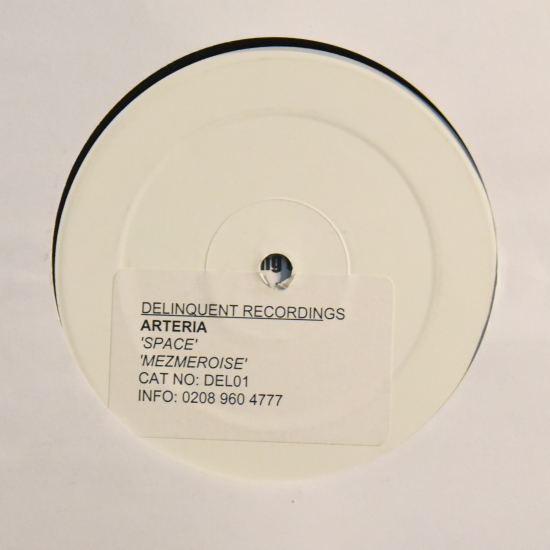 DELINQUENT RECORDINGS
ARTERIA
'SPACE'
'MEZMEROISE'
CAT NO: DEL01
INFO: 0208 960 4777